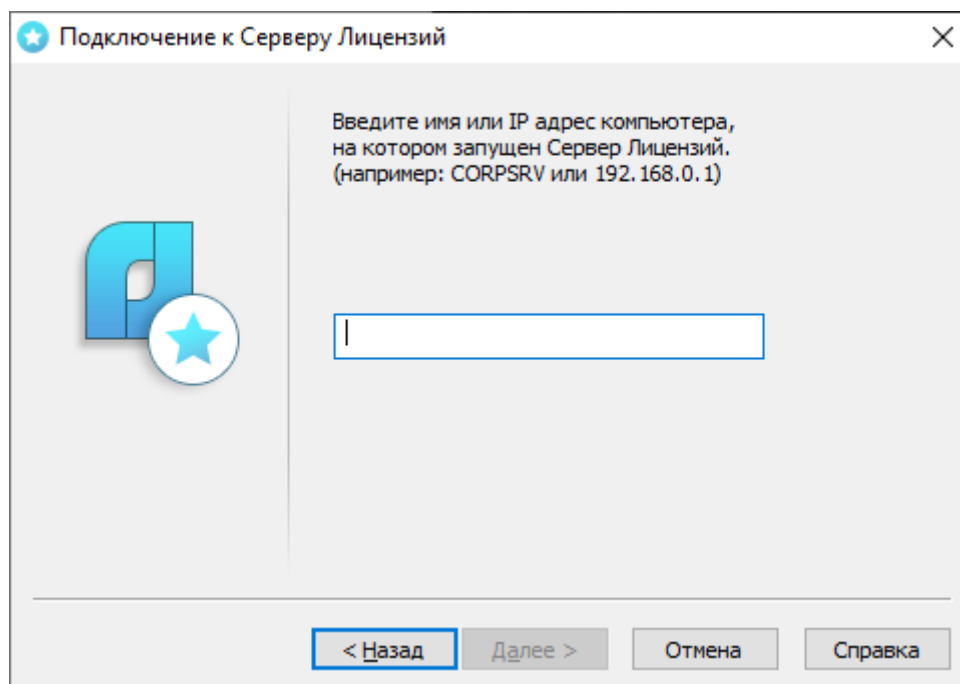 Подключение к Серверу Лицензий
Введите имя или IP адрес компьютера,
на котором запущен Сервер Лицензий.
(например: CORPSRV или 192.168.0.1)
< Назад
Далее >
Отмена
Справка